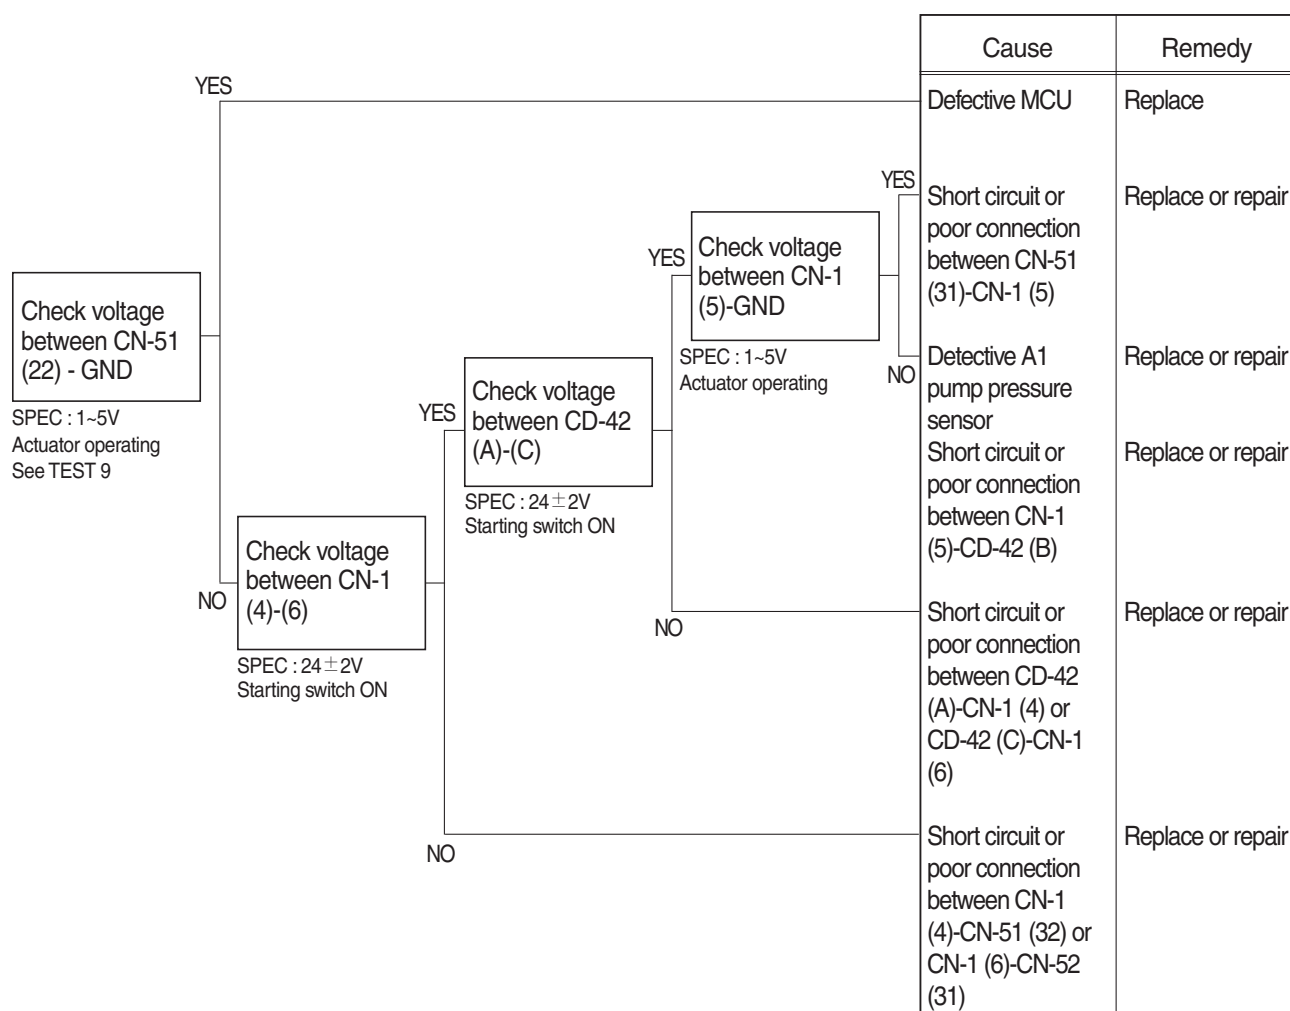 Cause
Remedy
YES
Defective MCU
Replace
YES
Short circuit or
poor connection
between CN-51
(31)-CN-1 (5)
Replace or repair
YES
Check voltage
between CN-1
(5)-GND
SPEC : 1~5V
Actuator operating
NO
Detective A1
pump pressure
sensor
Replace or repair
Short circuit or
poor connection
between CN-1
(5)-CD-42 (B)
Replace or repair
Check voltage
between CN-51
(22) - GND
SPEC : 1~5V
Actuator operating
See TEST 9
YES
Check voltage
between CD-42
(A)-(C)
SPEC : 24±2V
Starting switch ON
NO
Check voltage
between CN-1
(4)-(6)
SPEC : 24±2V
Starting switch ON
NO
Short circuit or
poor connection
between CD-42
(A)-CN-1 (4) or
CD-42 (C)-CN-1
(6)
Replace or repair
NO
Short circuit or
poor connection
between CN-1
(4)-CN-51 (32) or
CN-1 (6)-CN-52
(31)
Replace or repair